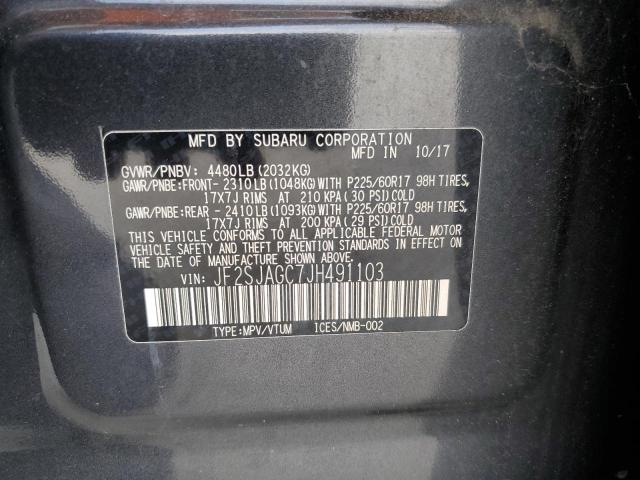 MFD BY SUBARU CORPORATION
MFD IN 10/17
GVWR/PNBV: 4480LB(2032KG)
GAWR/PNBE:FRONT-2310LB(1048KG)WITH P225/60R17 98H TIRES,
17X7J RIMS AT 210 KPA(30 PSI)COLD
GAWR/PNBE:REAR -2410LB(1093KG)WITH P225/60R17 98H TIRES,
17X7J RIMS AT 200 KPA(29 PSI)COLD
THIS VEHICLE CONFORMS TO ALL APPLICABLE FEDERAL MOTOR
VEHICLE SAFETY AND THEFT PREVENTION STANDARDS IN EFFECT
ON THE DATE OF MANUFACTURE SHOWN ABOVE.
VIN: JF2SJAGC7JH491103
TYPE:MPV/VTUM ICES/NMB-002